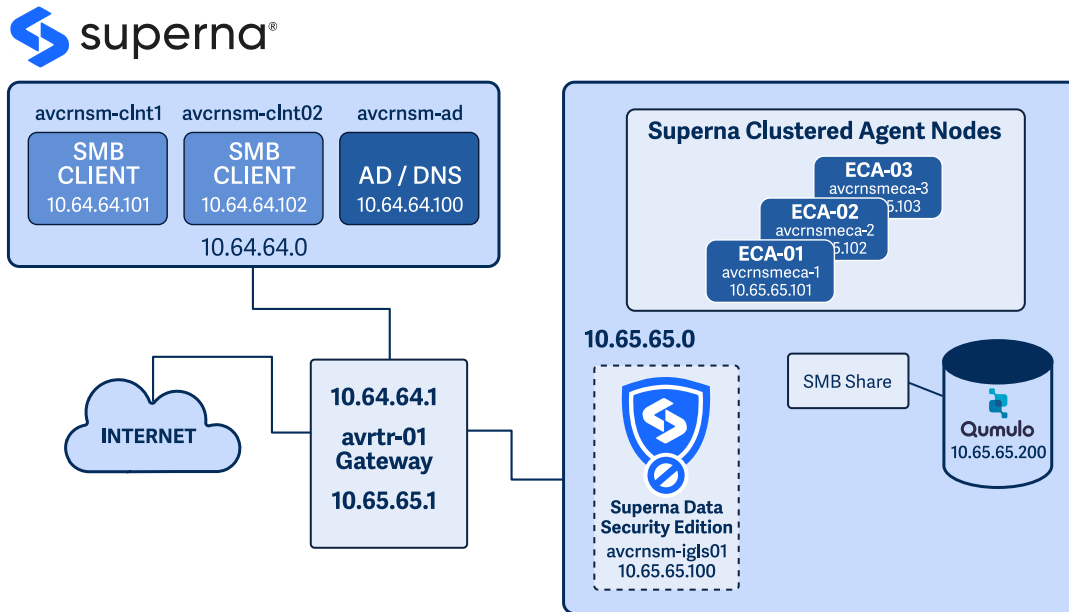 superna®
avcrnsm-clnt1
avcrnsm-clnt02
avcrnsm-ad
SMB
CLIENT
10.64.64.101
SMB
CLIENT
10.64.64.102
AD / DNS
10.64.64.100
10.64.64.0
Superna Clustered Agent Nodes
ECA-03
avcrnsmeca-3
5.103
ECA-02
avcrnsmeca-2
5.102
ECA-01
avcrnsmeca-1
10.65.65.101
10.65.65.0
INTERNET
10.64.64.1
avrtr-01
Gateway
10.65.65.1
Superna Data
Security Edition
avcrnsm-igls01
10.65.65.100
SMB Share
Qumulo
10.65.65.200